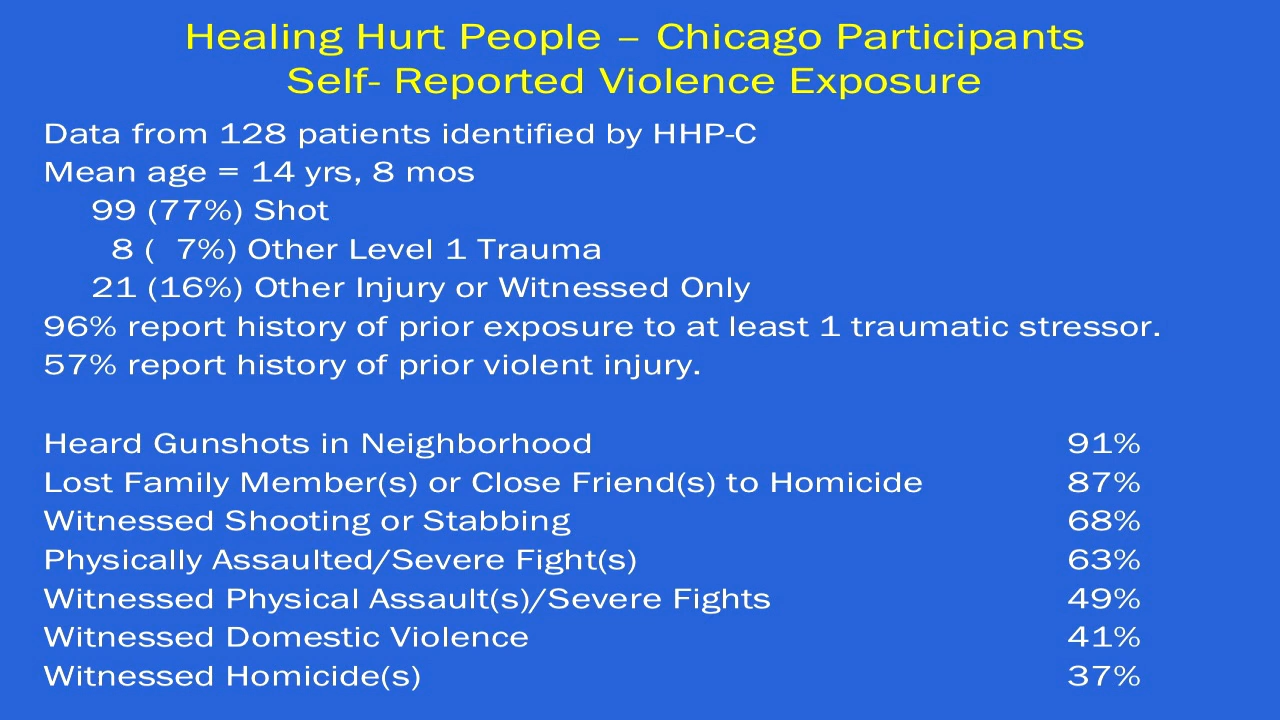 Healing Hurt People – Chicago Participants
Self- Reported Violence Exposure
Data from 128 patients identified by HHP-C
Mean age = 14 yrs, 8 mos
99 (77%) Shot
8 ( 7%) Other Level 1 Trauma
21 (16%) Other Injury or Witnessed Only
96% report history of prior exposure to at least 1 traumatic stressor.
57% report history of prior violent injury.
Heard Gunshots in Neighborhood 91%
Lost Family Member(s) or Close Friend(s) to Homicide 87%
Witnessed Shooting or Stabbing 68%
Physically Assaulted/Severe Fight(s) 63%
Witnessed Physical Assault(s)/Severe Fights 49%
Witnessed Domestic Violence 41%
Witnessed Homicide(s) 37%